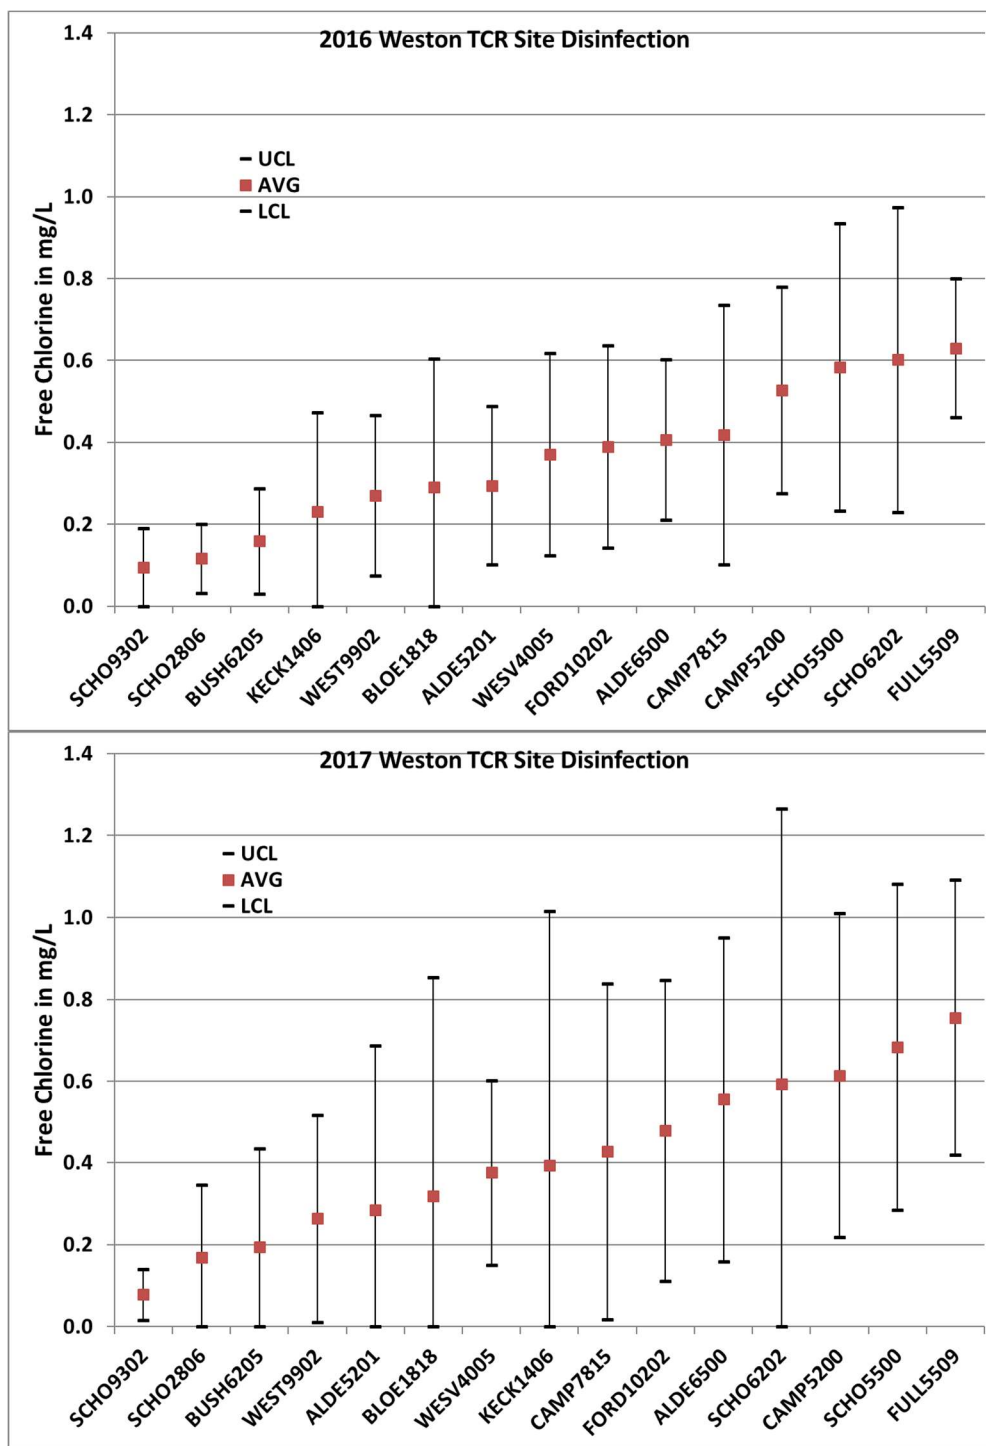 2016 Weston TCR Site Disinfection
Free Chlorine in mg/L
1.4
1.2
1.0
0.8
0.6
0.4
0.2
0.0
UCL
AVG
LCL
SCHO9302
SCHO2806
BUSH6205
KECK1406
WEST9902
BLOE1818
ALDE5201
WESV4005
FORD10202
ALDE6500
CAMP7815
CAMP5200
SCHO5500
SCHO6202
FULL5509
2017 Weston TCR Site Disinfection
Free Chlorine in mg/L
1.4
1.2
1.0
0.8
0.6
0.4
0.2
0.0
UCL
AVG
LCL
SCHO9302
SCHO2806
BUSH6205
WEST9902
ALDE5201
BLOE1818
WESV4005
KECK1406
CAMP7815
FORD10202
ALDE6500
SCHO6202
CAMP5200
SCHO5500
FULL5509